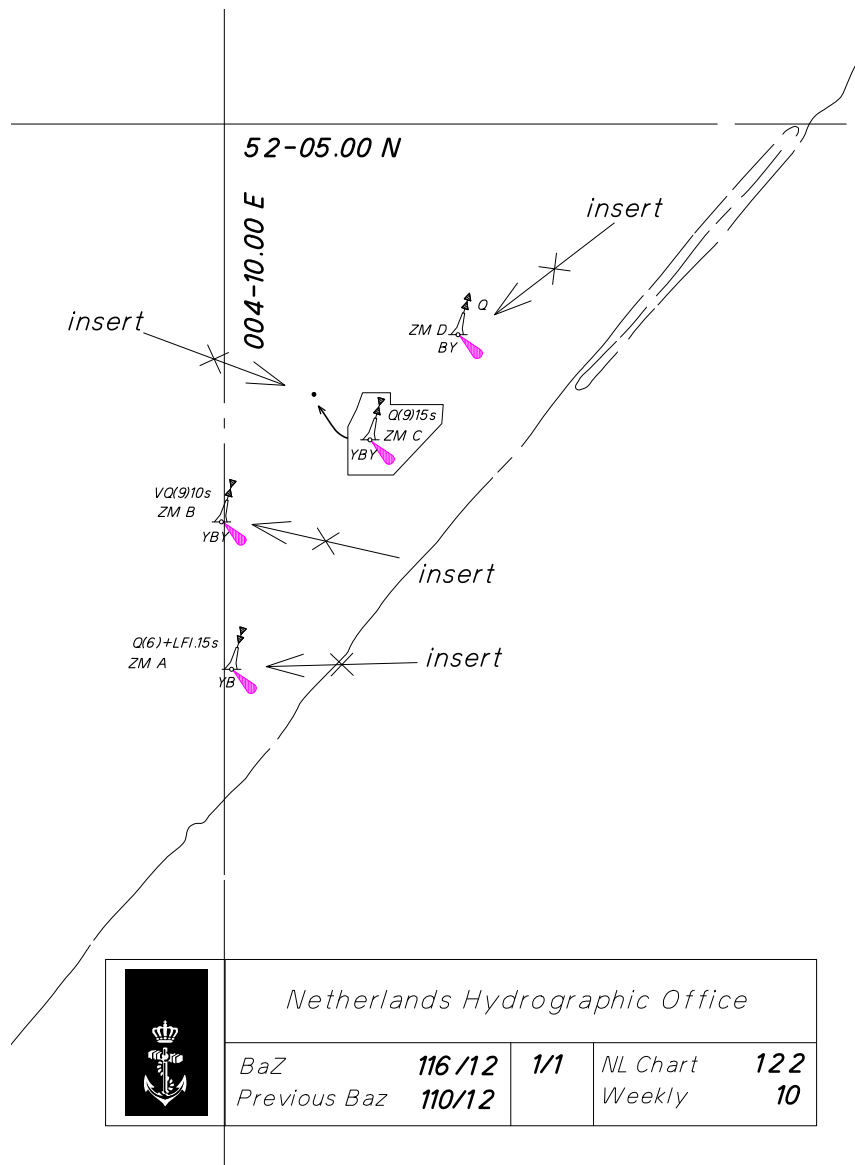 52-05.00 N
004-10.00 E
insert
Q
ZM D
BY
insert
Q(9)15s
ZM C
YBY
VQ(9)10s
ZM B
YBY
insert
Q(6)+LFl.15s
ZM A
YB
insert
Netherlands Hydrographic Office
BaZ 116/12 1/1 NL Chart 122
Previous Baz 110/12 Weekly 10